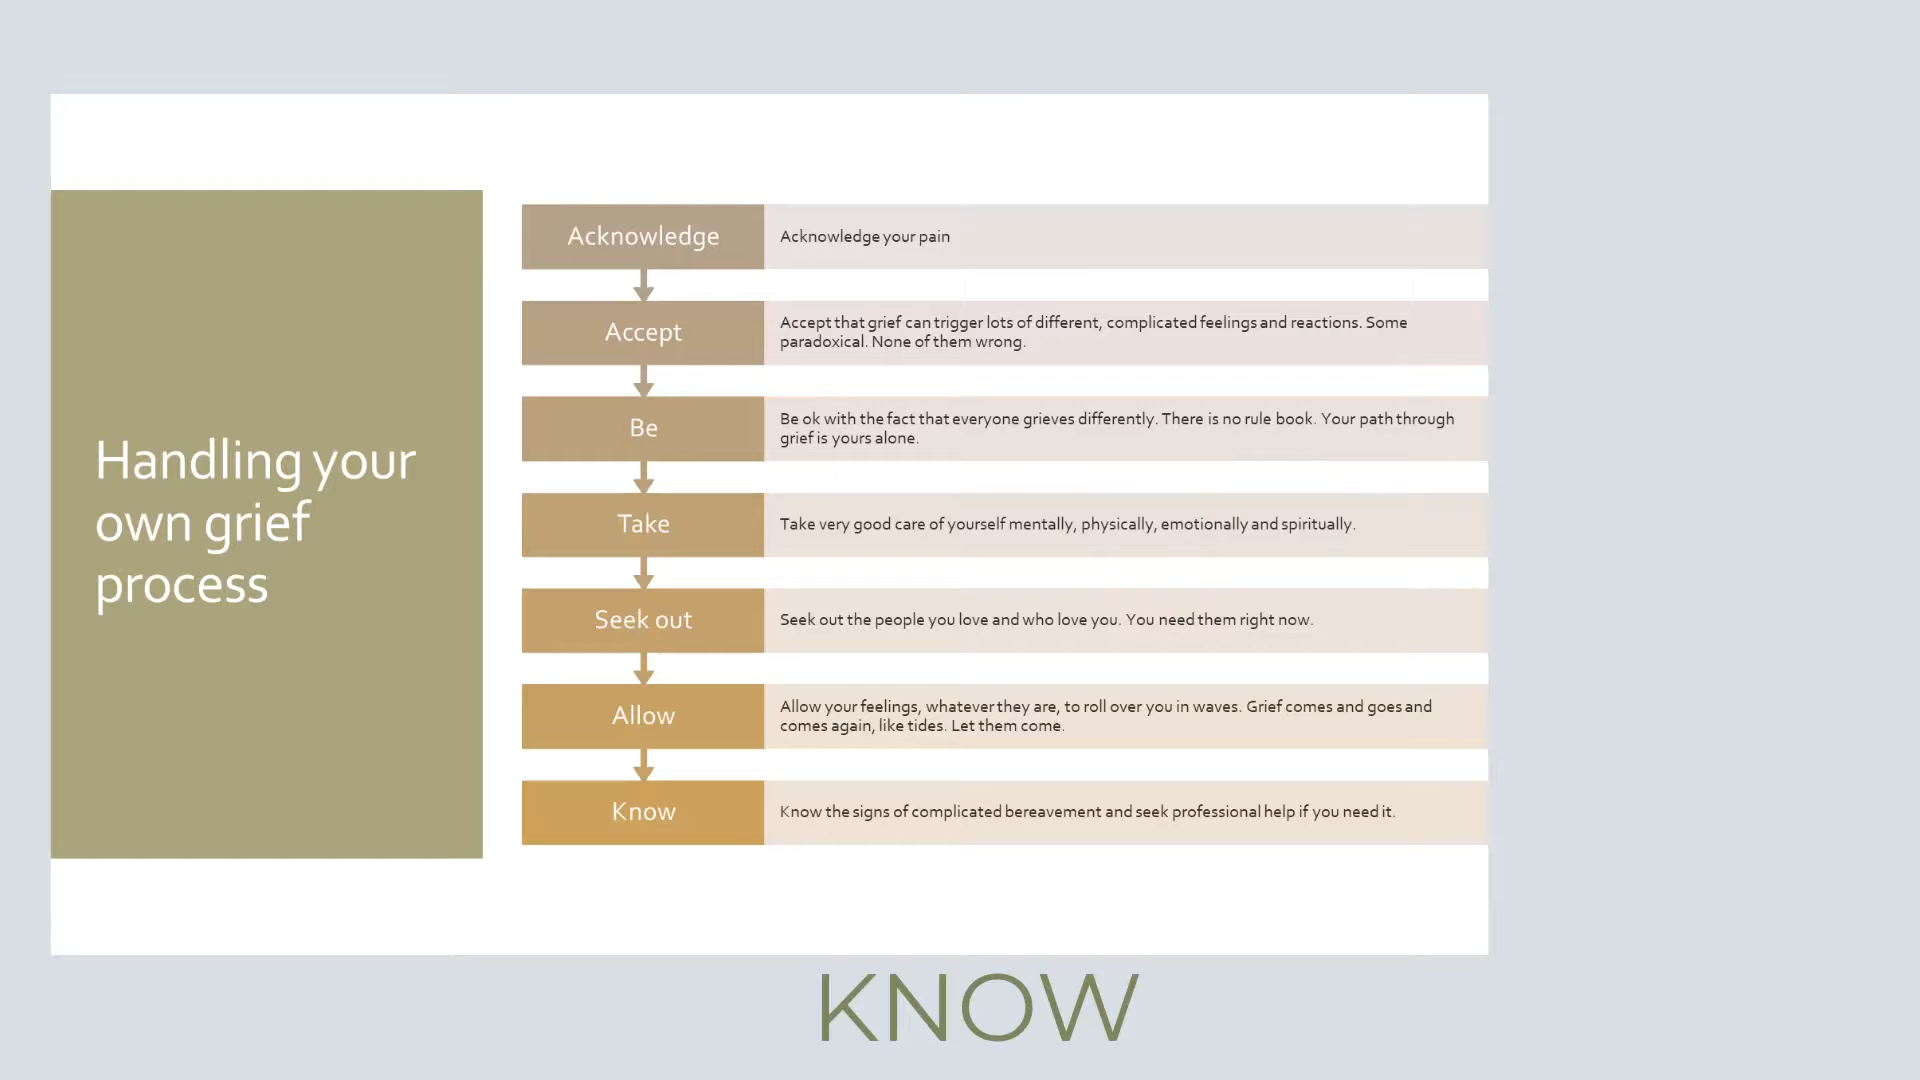 Handling your
own grief
process
Acknowledge
Acknowledge your pain
Accept
Accept that grief can trigger lots of different, complicated feelings and reactions. Some
paradoxical. None of them wrong.
Be
Be ok with the fact that everyone grieves differently. There is no rule book. Your path through
grief is yours alone.
Take
Take very good care of yourself mentally, physically, emotionally and spiritually.
Seek out
Seek out the people you love and who love you. You need them right now.
Allow
Allow your feelings, whatever they are, to roll over you in waves. Grief comes and goes and
comes again, like tides. Let them come.
Know
Know the signs of complicated bereavement and seek professional help if you need it.
KNOW